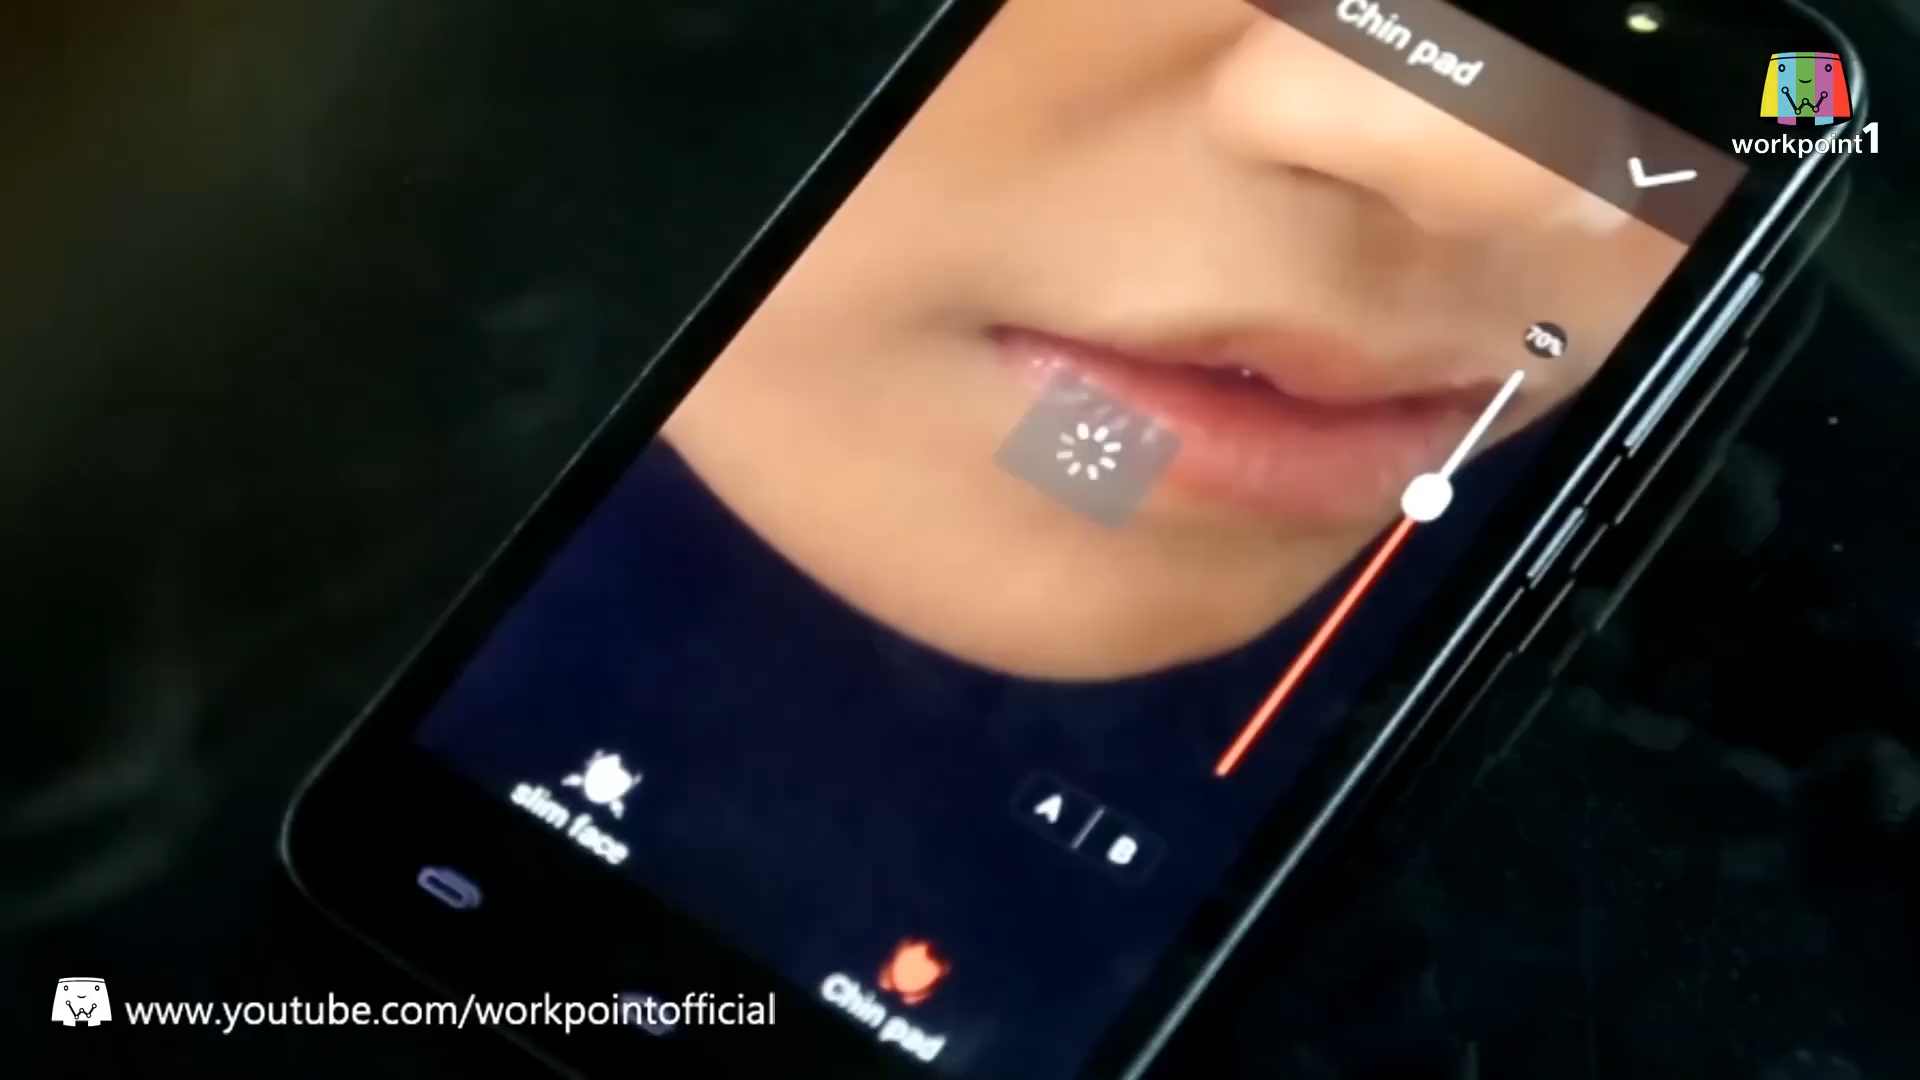 Chin pad
workpoint1
70%
A | B
slim face
Chin pad
www.youtube.com/workpointofficial